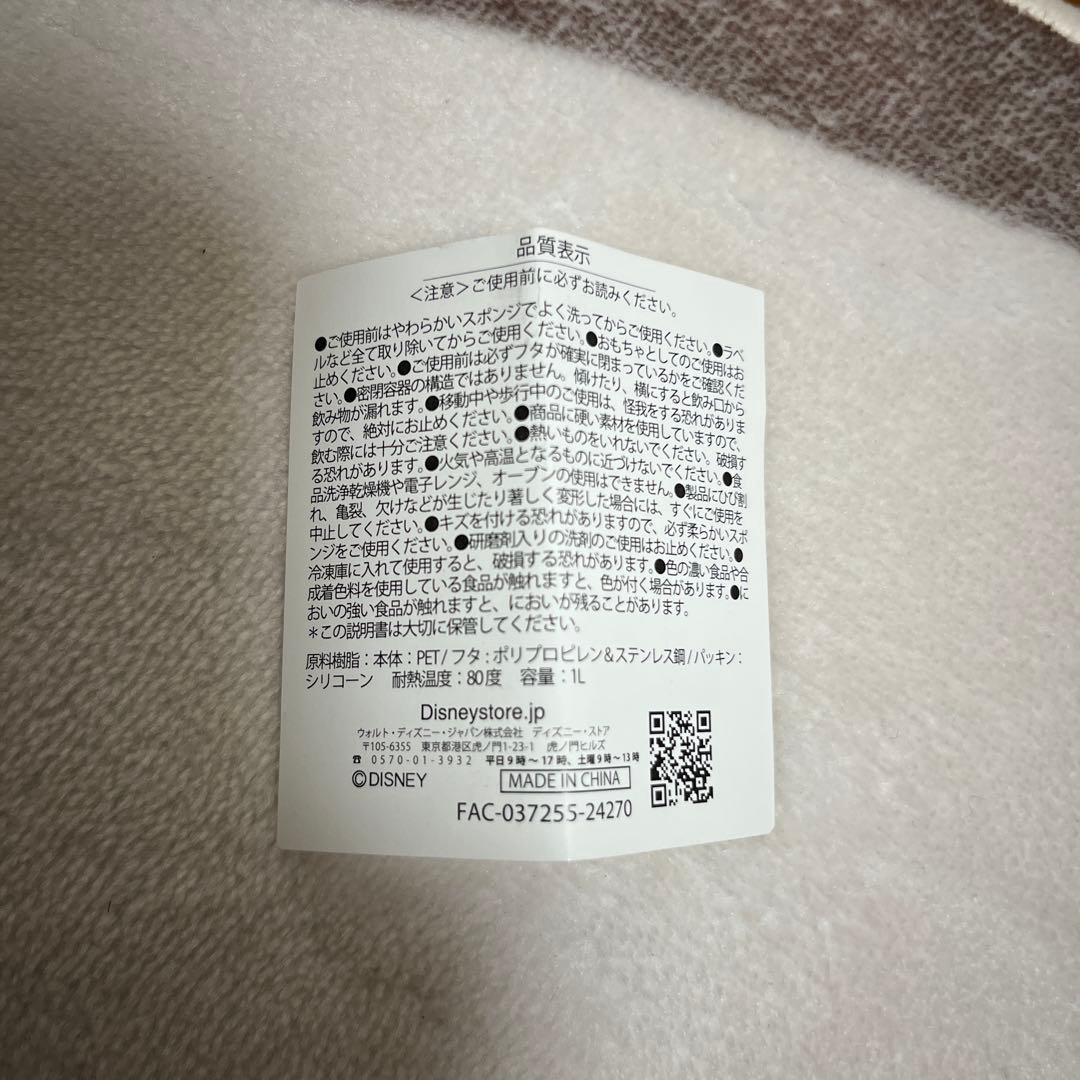 品質表示
＜注意＞ご使用前に必ずお読みください。
●ご使用前はやわらかいスポンジでよく洗ってからご使用ください。●ラベ
ルなど全て取り除いてからご使用ください。●おもちゃとしてのご使用はお
止めください。●ご使用前は必ずフタが確実に閉まっているかをご確認くだ
さい。●密閉容器の構造ではありません。傾けたり、横にすると飲み口から
飲み物が漏れます。●移動中や歩行中のご使用は、怪我をする恐れがありま
すので、絶対にお止めください。●商品に硬い素材を使用していますので、
飲む際には十分ご注意ください。●熱いものをいれないでください。破損す
る恐れがあります。●火気や高温となるものに近づけないでください。●食
品洗浄乾燥機や電子レンジ、オーブンの使用はできません。●製品にひび割
れ、亀裂、欠けなどが生じたり著しく変形した場合には、すぐにご使用を
中止してください。●キズを付ける恐れがありますので、必ず柔らかいスポ
ンジをご使用ください。●研磨剤入りの洗剤のご使用はお止めください。●
冷凍庫に入れて使用すると、破損する恐れがあります。●色の濃い食品や合
成着色料を使用している食品が触れますと、色が付く場合があります。●に
おいの強い食品が触れますと、においが残ることがあります。
＊この説明書は大切に保管してください。
原料樹脂：本体：PET/フタ：ポリプロピレン＆ステンレス鋼/パッキン：
シリコーン　耐熱温度：80度　容量：1L
Disneystore.jp
ウォルト・ディズニー・ジャパン株式会社　ディズニー・ストア
〒105-6355　東京都港区虎ノ門1-23-1　虎ノ門ヒルズ
☎ 0570-01-3932　平日9時〜17時、土曜9時〜13時
©DISNEY　MADE IN CHINA
FAC-037255-24270